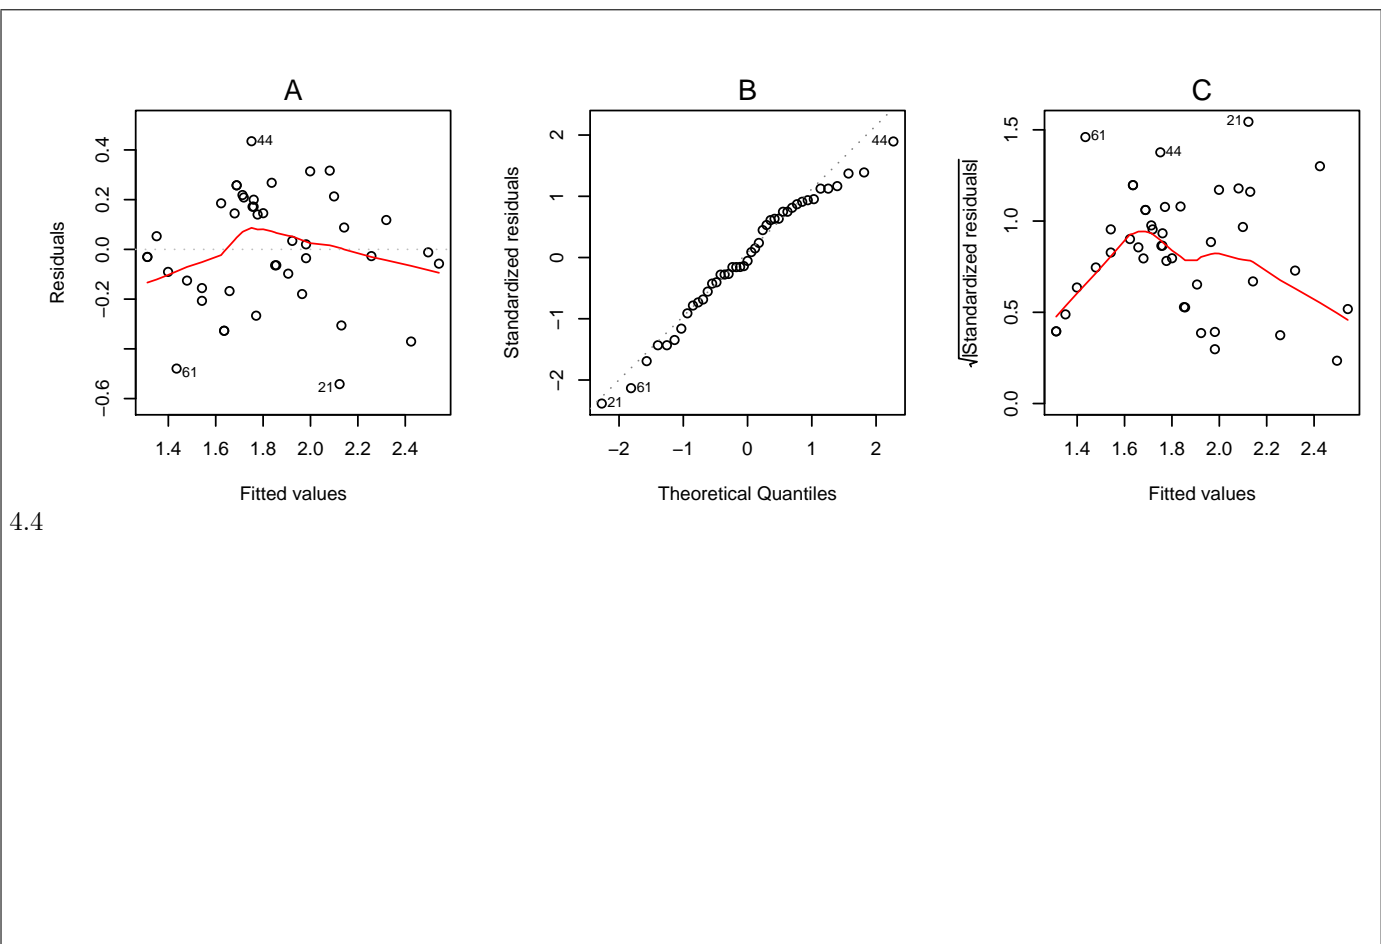 A
Residuals
0.4
0.2
0.0
−0.2
−0.6
44
61
21
1.4 1.6 1.8 2.0 2.2 2.4
Fitted values
B
Standardized residuals
2
1
0
−1
−2
44
61
21
−2 −1 0 1 2
Theoretical Quantiles
C
√|Standardized residuals|
1.5
1.0
0.5
0.0
61
44
21
1.4 1.6 1.8 2.0 2.2 2.4
Fitted values
4.4